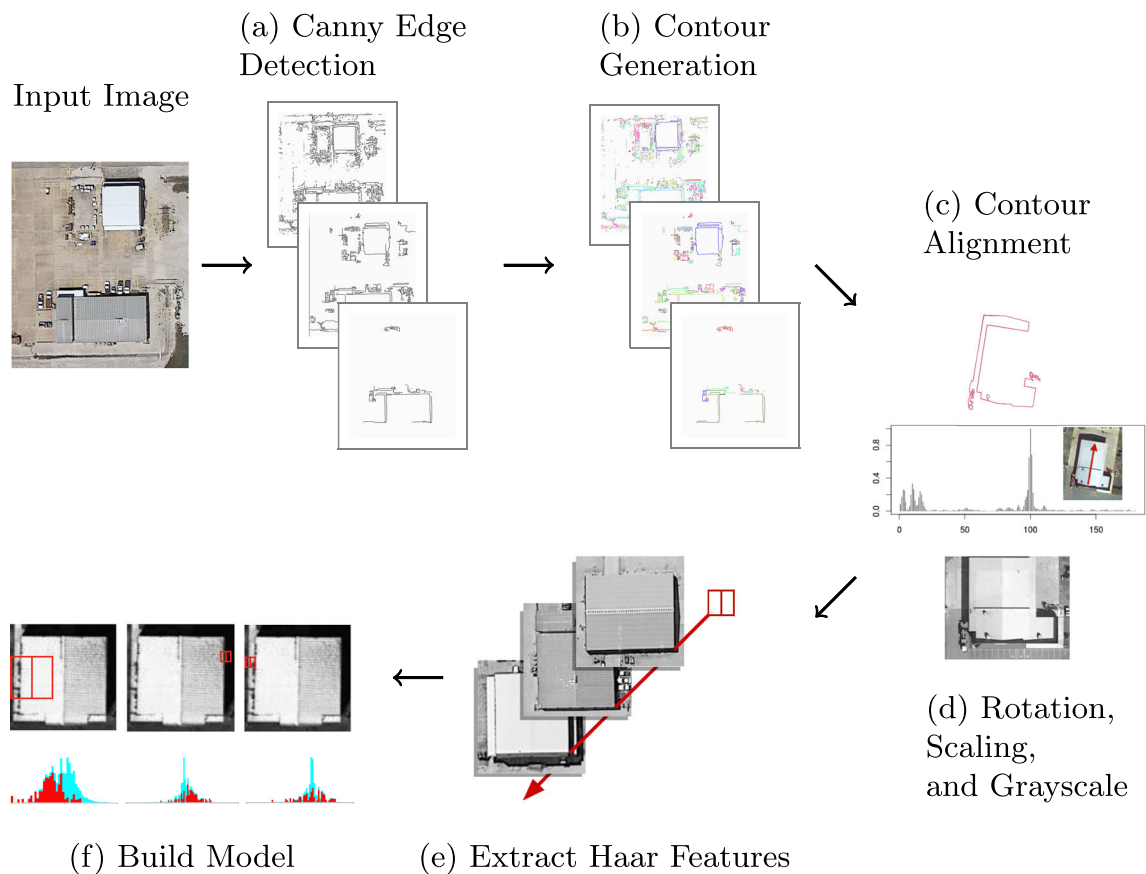 (a) Canny Edge
Detection
(b) Contour
Generation
Input Image
(c) Contour
Alignment
0.8
0.4
0.0
0
50
100
150
(d) Rotation,
Scaling,
and Grayscale
(f) Build Model
(e) Extract Haar Features